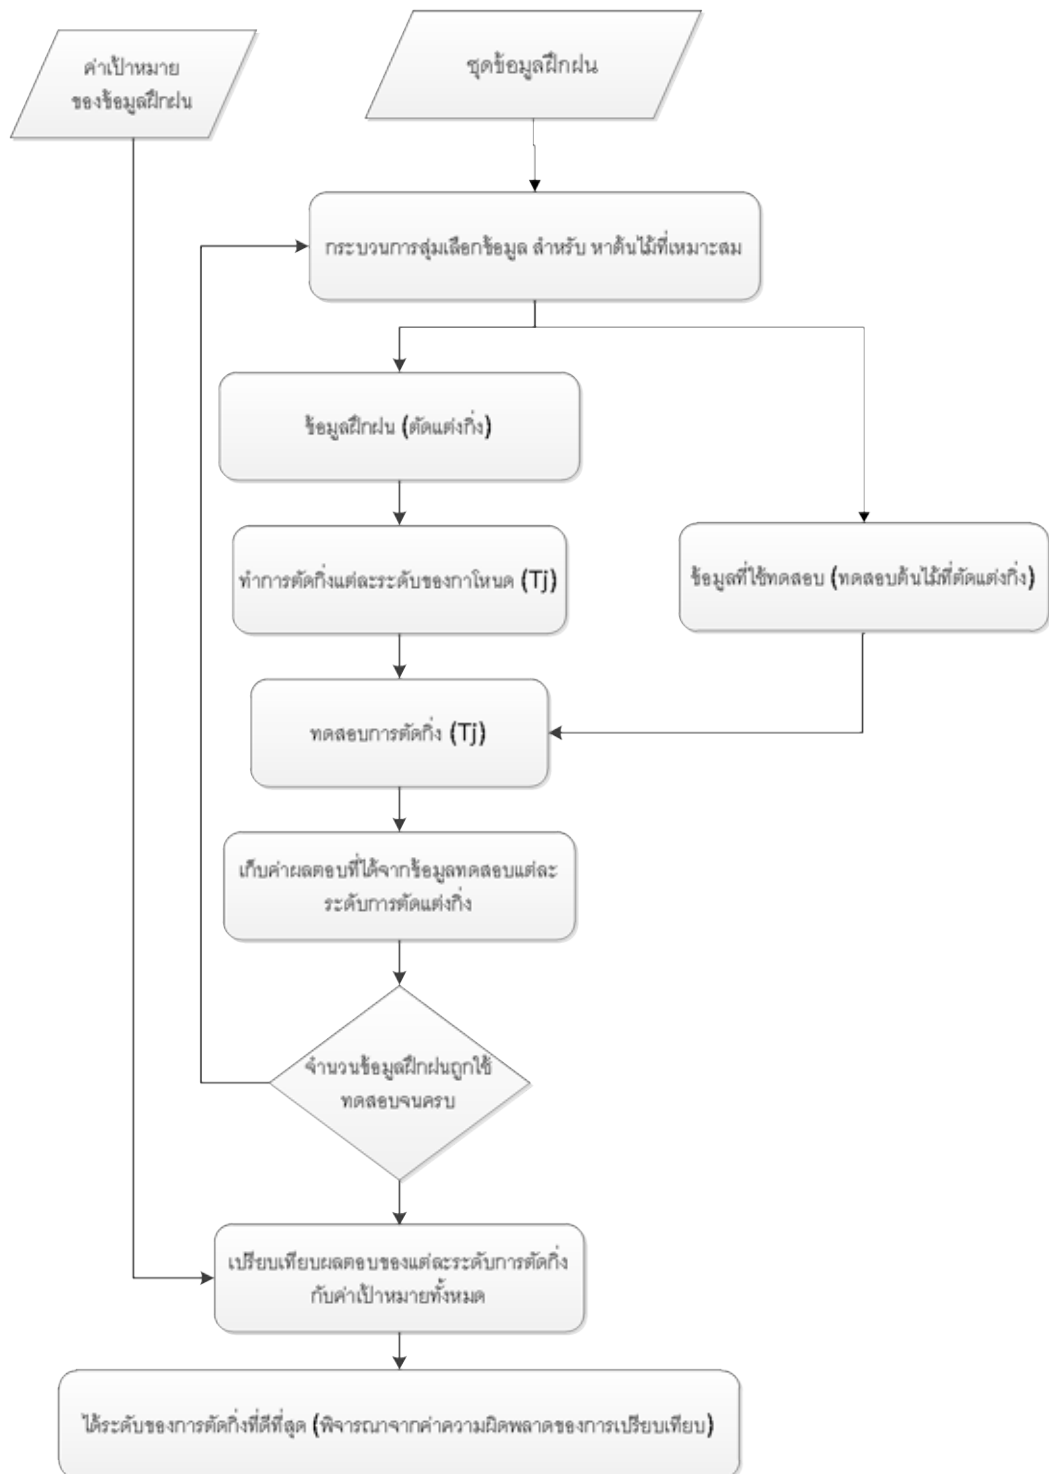 ค่าเป้าหมาย
ของข้อมูลฝึกฝน
ชุดข้อมูลฝึกฝน
กระบวนการสุ่มเลือกข้อมูล สำหรับ หาต้นไม้ที่เหมาะสม
ข้อมูลฝึกฝน (ตัดแต่งกิ่ง)
ทำการตัดกิ่งแต่ละระดับของกาโหนด (Tj)
ข้อมูลที่ใช้ทดสอบ (ทดสอบต้นไม้ที่ตัดแต่งกิ่ง)
ทดสอบการตัดกิ่ง (Tj)
เก็บค่าผลตอบที่ได้จากข้อมูลทดสอบแต่ละ
ระดับการตัดแต่งกิ่ง
จำนวนข้อมูลฝึกฝนถูกใช้
ทดสอบจนครบ
เปรียบเทียบผลตอบของแต่ละระดับการตัดกิ่ง
กับค่าเป้าหมายทั้งหมด
ได้ระดับของการตัดกิ่งที่ดีที่สุด (พิจารณาจากค่าความผิดพลาดของการเปรียบเทียบ)